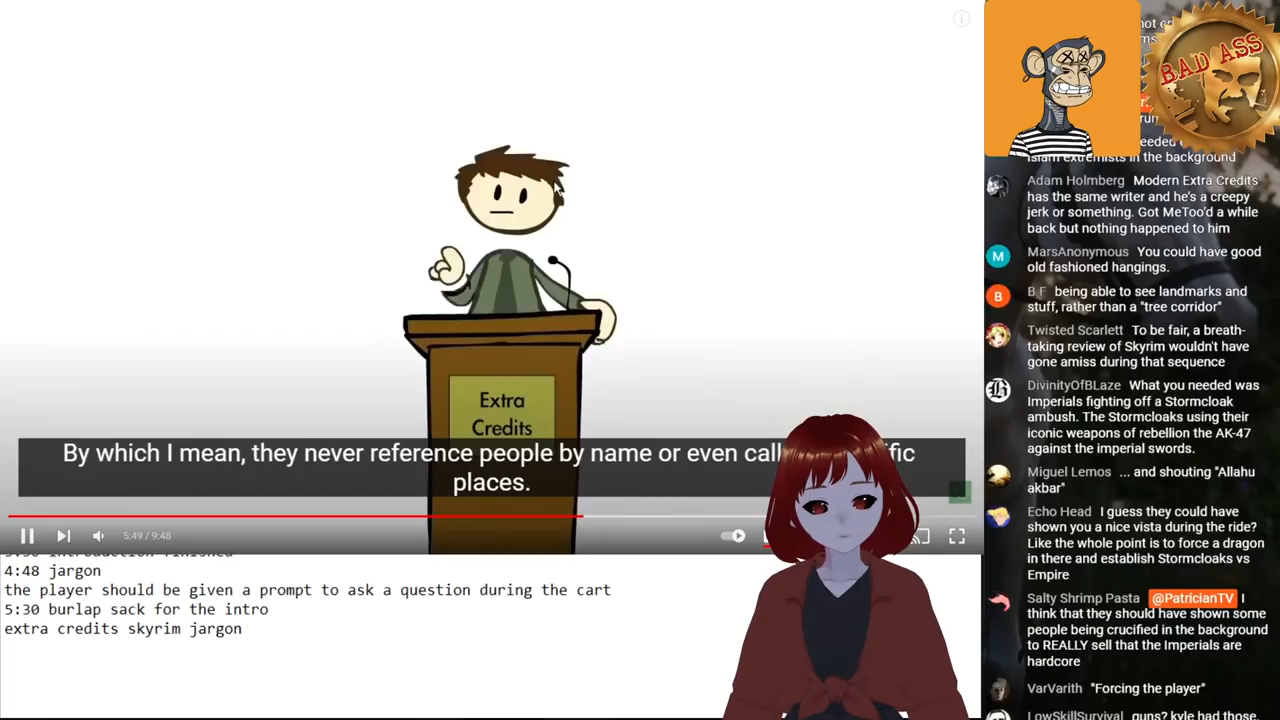 Extra
Credits
By which I mean, they never reference people by name or even call
places.
5:49 / 9:48
4:48 jargon
the player should be given a prompt to ask a question during the cart
5:30 burlap sack for the intro
extra credits skyrim jargon
BAD ASS
islam extremists in the background
Adam Holmberg Modern Extra Credits
has the same writer and he's a creepy
jerk or something. Got MeToo'd a while
back but nothing happened to him
MarsAnonymous You could have good
old fashioned hangings.
B F being able to see landmarks and
stuff, rather than a "tree corridor"
Twisted Scarlett To be fair, a breath-
taking review of Skyrim wouldn't have
gone amiss during that sequence
DivinityOfBLaze What you needed was
Imperials fighting off a Stormcloak
ambush. The Stormcloaks using their
iconic weapons of rebellion the AK-47
against the imperial swords.
Miguel Lemos ... and shouting "Allahu
akbar"
Echo Head I guess they could have
shown you a nice vista during the ride?
Like the whole point is to force a dragon
in there and establish Stormcloaks vs
Empire
Salty Shrimp Pasta @PatricianTV I
think that they should have shown some
people being crucified in the background
to REALLY sell that the Imperials are
hardcore
VarVarith "Forcing the player"
LowSkillSurvival guns? kyle had those.